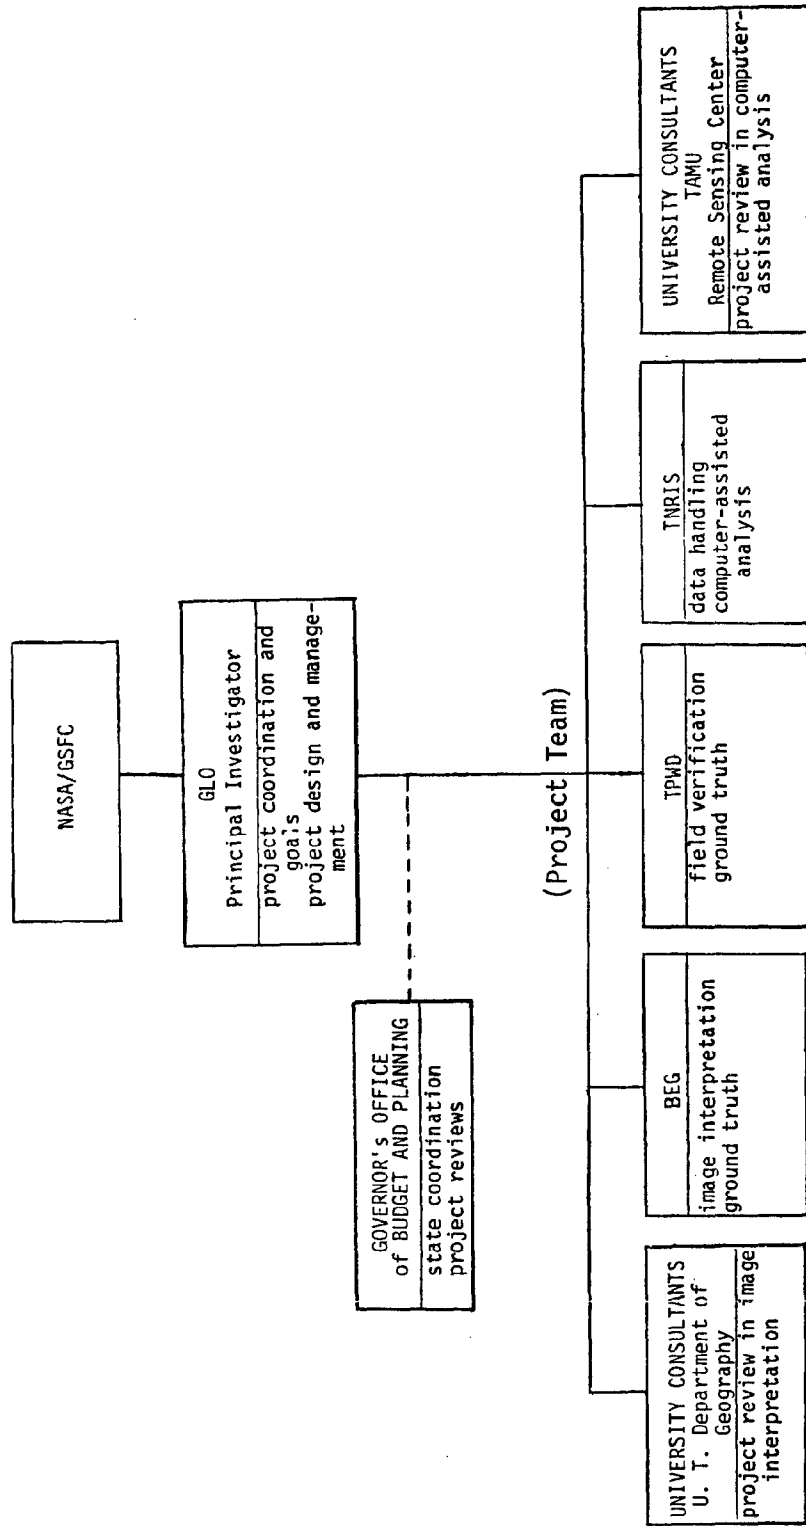 NASA/GSFC
GLO
Principal Investigator
project coordination and
goals
project design and manage-
ment
GOVERNOR's OFFICE
of BUDGET AND PLANNING
state coordination
project reviews
(Project Team)
UNIVERSITY CONSULTANTS
U. T. Department of
Geography
project review in image
interpretation
BEG
image interpretation
ground truth
TPWD
field verification
ground truth
TNRIS
data handling
computer-assisted
analysis
UNIVERSITY CONSULTANTS
TAMU
Remote Sensing Center
project review in computer-
assisted analysis